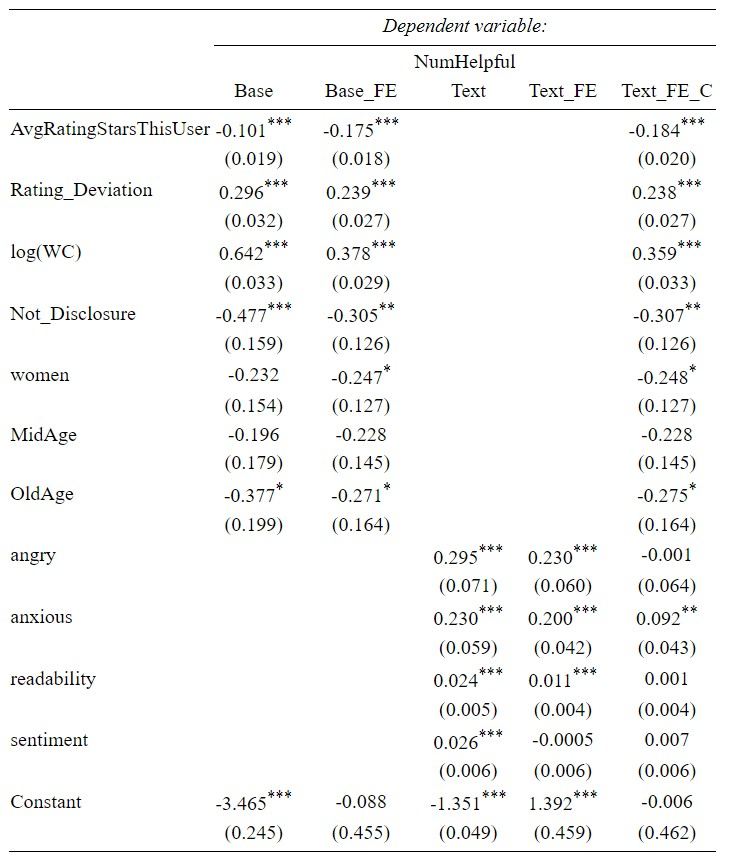 Dependent variable:
NumHelpful
Base Base_FE Text Text_FE Text_FE_C
AvgRatingStarsThisUser -0.101*** -0.175*** -0.184***
(0.019) (0.018) (0.020)
Rating_Deviation 0.296*** 0.239*** 0.238***
(0.032) (0.027) (0.027)
log(WC) 0.642*** 0.378*** 0.359***
(0.033) (0.029) (0.033)
Not_Disclosure -0.477*** -0.305** -0.307**
(0.159) (0.126) (0.126)
women -0.232 -0.247* -0.248*
(0.154) (0.127) (0.127)
MidAge -0.196 -0.228 -0.228
(0.179) (0.145) (0.145)
OldAge -0.377* -0.271* -0.275*
(0.199) (0.164) (0.164)
angry 0.295*** 0.230*** -0.001
(0.071) (0.060) (0.064)
anxious 0.230*** 0.200*** 0.092**
(0.059) (0.042) (0.043)
readability 0.024*** 0.011*** 0.001
(0.005) (0.004) (0.004)
sentiment 0.026*** -0.0005 0.007
(0.006) (0.006) (0.006)
Constant -3.465*** -0.088 -1.351*** 1.392*** -0.006
(0.245) (0.455) (0.049) (0.459) (0.462)